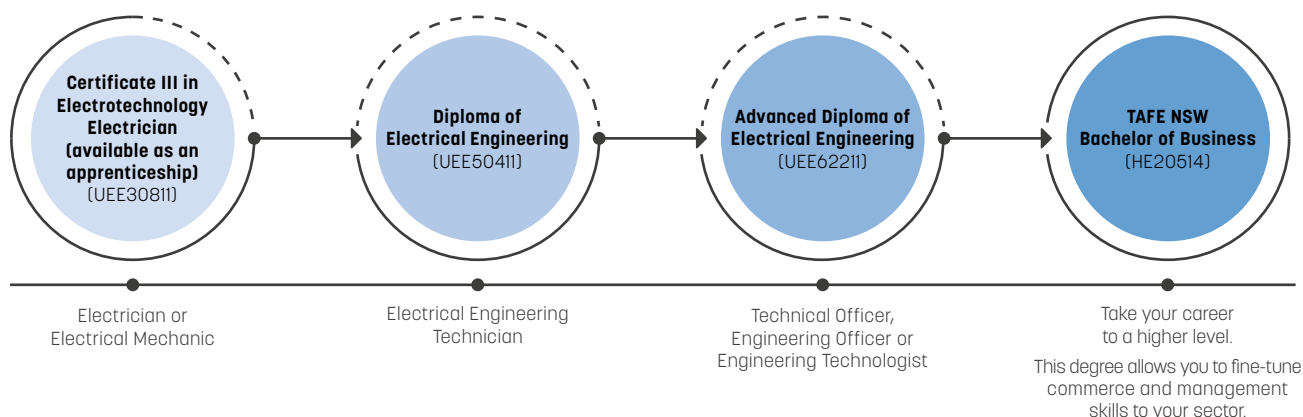 Certificate III in
Electrotechnology
Electrician
(available as an
apprenticeship)
(UEE30811)
Diploma of
Electrical Engineering
(UEE50411)
Advanced Diploma of
Electrical Engineering
(UEE62211)
TAFE NSW
Bachelor of Business
(HE20514)
Electrician or
Electrical Mechanic
Electrical Engineering
Technician
Technical Officer,
Engineering Officer or
Engineering Technologist
Take your career
to a higher level.
This degree allows you to fine-tune
commerce and management
skills to your sector.